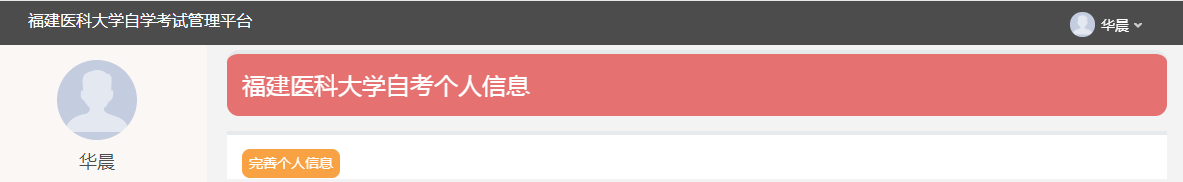 福建医科大学自学考试管理平台
华晨
福建医科大学自考个人信息
华晨
完善个人信息